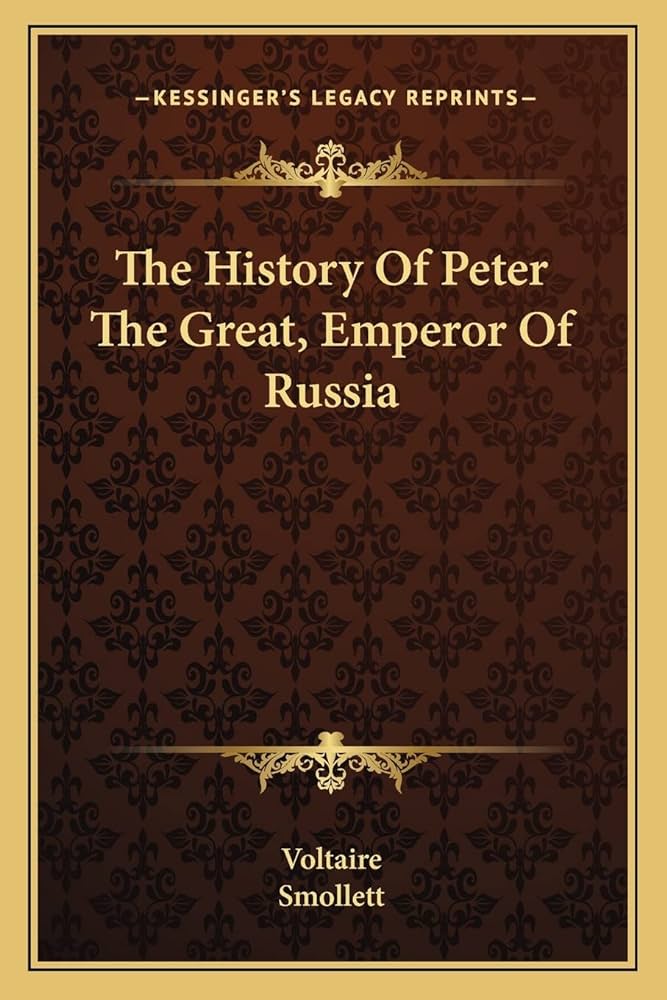 –KESSINGER'S LEGACY REPRINTS–
The History Of Peter
The Great, Emperor Of
Russia
Voltaire
Smollett